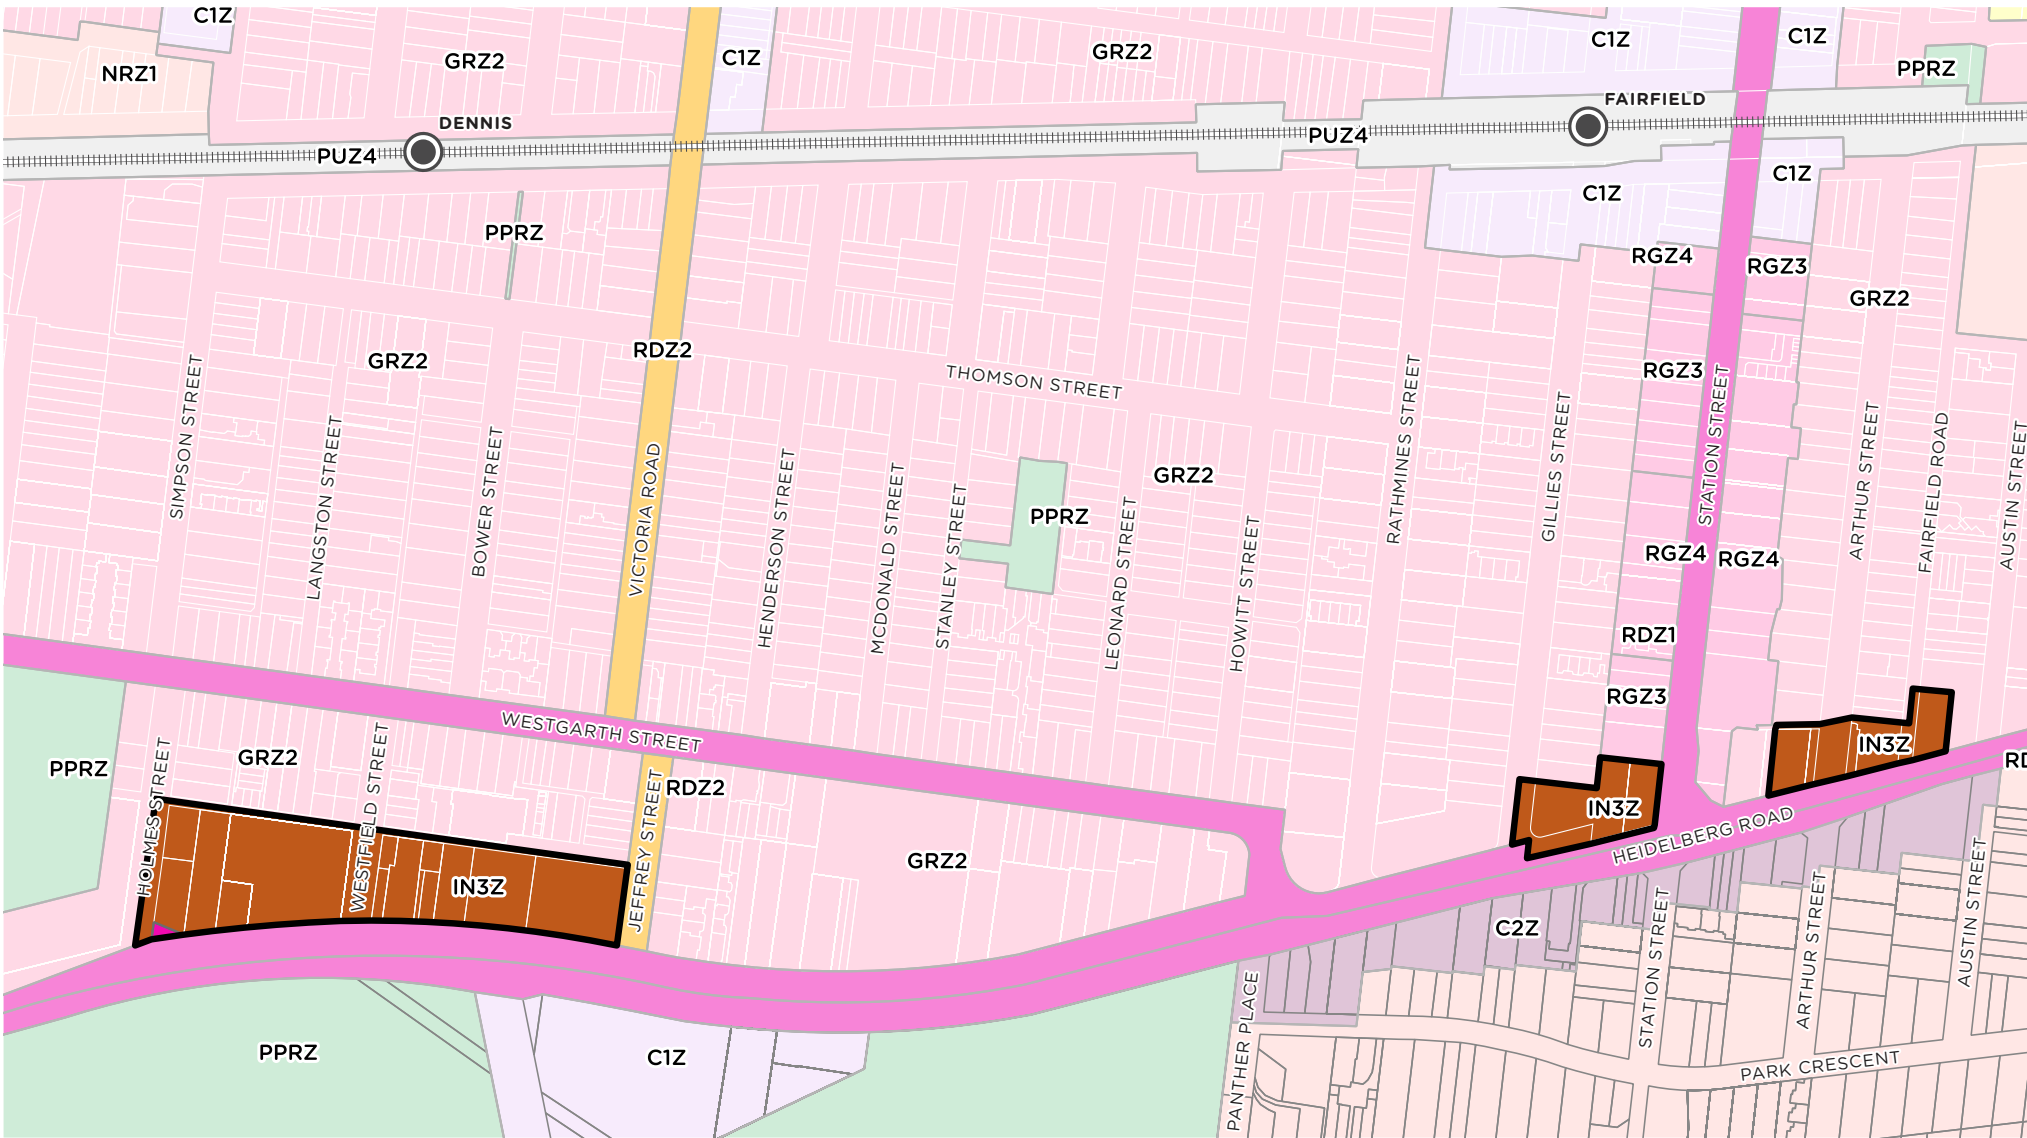 C1Z
C1Z
C1Z
GRZ2
C1Z
GRZ2
NRZ1
PPRZ
FAIRFIELD
DENNIS
PUZ4
PUZ4
C1Z
C1Z
PPRZ
RGZ4
RGZ3
GRZ2
RDZ2
GRZ2
THOMSON STREET
RGZ3
SIMPSON STREET
LANGSTON STREET
BOWER STREET
VICTORIA ROAD
HENDERSON STREET
MCDONALD STREET
STANLEY STREET
PPRZ
LEONARD STREET
GRZ2
HOWITT STREET
RATHMINES STREET
GILLIES STREET
STATION STREET
ARTHUR STREET
FAIRFIELD ROAD
AUSTIN STREET
RGZ4
RGZ4
RDZ1
RGZ3
WESTGARTH STREET
GRZ2
PPRZ
HOLMES STREET
WESTFIELD STREET
JEFFREY STREET
RDZ2
IN3Z
RD
IN3Z
HEIDELBERG ROAD
GRZ2
IN3Z
C2Z
STATION STREET
ARTHUR STREET
AUSTIN STREET
PANTHER PLACE
PPRZ
C1Z
PARK CRESCENT